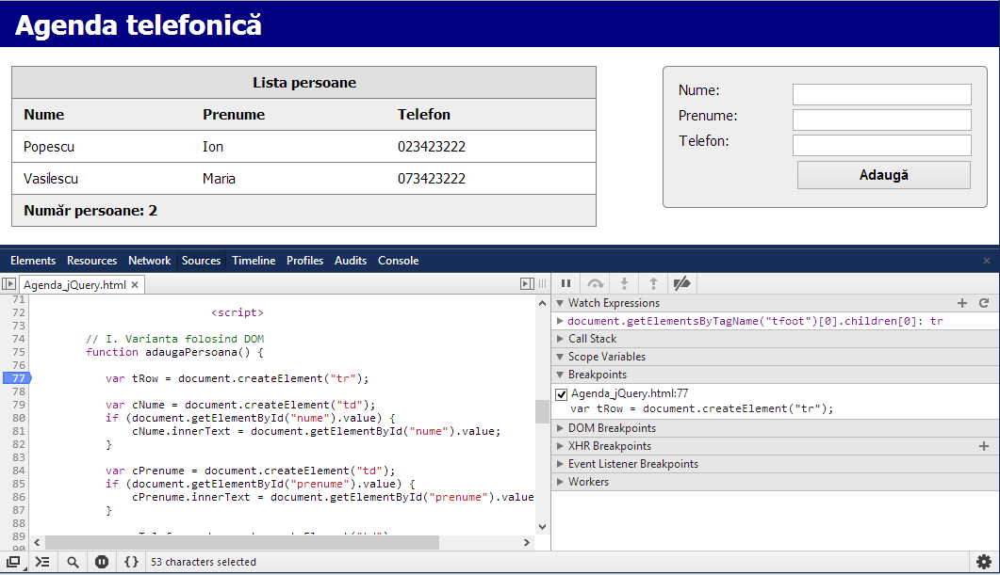 Agenda telefonică
Lista persoane
Nume Prenume Telefon
Popescu Ion 023423222
Vasilescu Maria 073423222
Număr persoane: 2
Nume:
Prenume:
Telefon:
Adaugă
Elements Resources Network Sources Timeline Profiles Audits Console ×
Agenda_jQuery.html ×
71
72 <script>
73
74 // I. Varianta folosind DOM
75 function adaugaPersoana() {
76
77 var tRow = document.createElement("tr");
78
79 var cNume = document.createElement("td");
80 if (document.getElementById("nume").value) {
81 cNume.innerText = document.getElementById("nume").value;
82 }
83
84 var cPrenume = document.createElement("td");
85 if (document.getElementById("prenume").value) {
86 cPrenume.innerText = document.getElementById("prenume").value
87 }
88
89
90
Watch Expressions
document.getElementsByTagName("tfoot")[0].children[0]: tr
Call Stack
Scope Variables
Breakpoints
Agenda_jQuery.html:77
var tRow = document.createElement("tr");
DOM Breakpoints
XHR Breakpoints
Event Listener Breakpoints
Workers
{} 53 characters selected